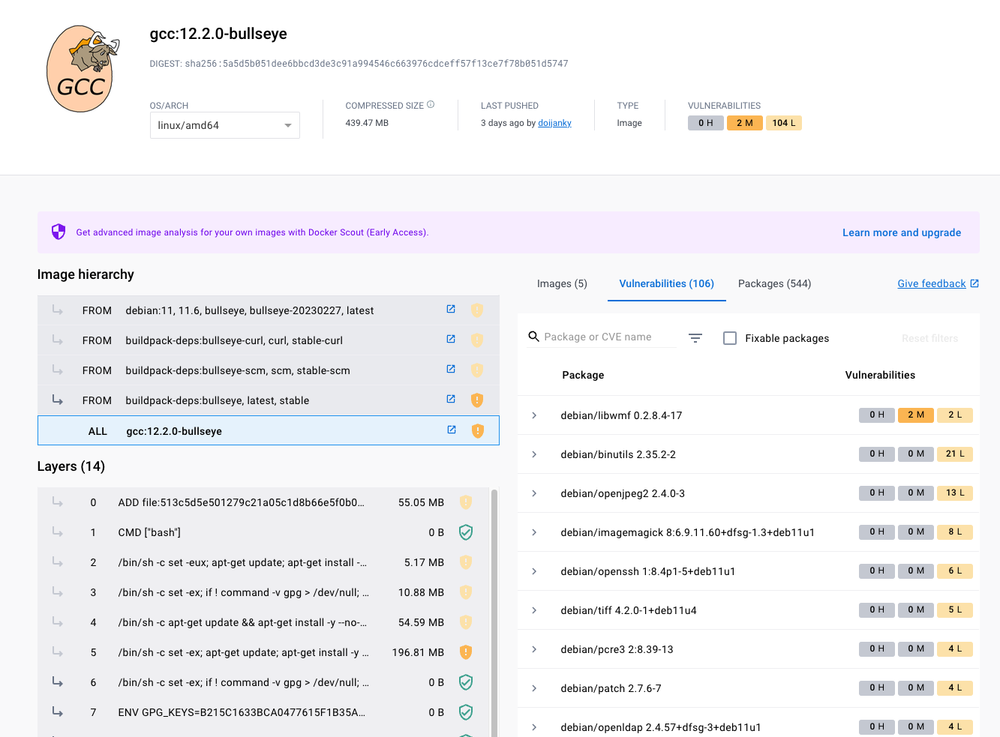 GCC
gcc:12.2.0-bullseye
DIGEST: sha256:5a5d5b051dee6bbcd3de3c91a994546c663976cdceff57f13ce7f78b051d5747
OS/ARCH
linux/amd64
COMPRESSED SIZE
439.47 MB
LAST PUSHED
3 days ago by doijanky
TYPE
Image
VULNERABILITIES
0 H 2 M 104 L
Get advanced image analysis for your own images with Docker Scout (Early Access).
Learn more and upgrade
Image hierarchy
FROM debian:11, 11.6, bullseye, bullseye-20230227, latest
FROM buildpack-deps:bullseye-curl, curl, stable-curl
FROM buildpack-deps:bullseye-scm, scm, stable-scm
FROM buildpack-deps:bullseye, latest, stable
ALL gcc:12.2.0-bullseye
Layers (14)
0 ADD file:513c5d5e501279c21a05c1d8b66e5f0b0... 55.05 MB
1 CMD ["bash"] 0 B
2 /bin/sh -c set -eux; apt-get update; apt-get install -... 5.17 MB
3 /bin/sh -c set -ex; if ! command -v gpg > /dev/null; ... 10.88 MB
4 /bin/sh -c apt-get update && apt-get install -y --no-... 54.59 MB
5 /bin/sh -c set -ex; apt-get update; apt-get install -y ... 196.81 MB
6 /bin/sh -c set -ex; if ! command -v gpg > /dev/null; ... 0 B
7 ENV GPG_KEYS=B215C1633BCA0477615F1B35A... 0 B
Images (5)
Vulnerabilities (106)
Packages (544)
Give feedback
Package or CVE name
Fixable packages
Reset filters
Package Vulnerabilities
debian/libwmf 0.2.8.4-17 0 H 2 M 2 L
debian/binutils 2.35.2-2 0 H 0 M 21 L
debian/openjpeg2 2.4.0-3 0 H 0 M 13 L
debian/imagemagick 8:6.9.11.60+dfsg-1.3+deb11u1 0 H 0 M 8 L
debian/openssh 1:8.4p1-5+deb11u1 0 H 0 M 6 L
debian/tiff 4.2.0-1+deb11u4 0 H 0 M 5 L
debian/pcre3 2:8.39-13 0 H 0 M 4 L
debian/patch 2.7.6-7 0 H 0 M 4 L
debian/openldap 2.4.57+dfsg-3+deb11u1 0 H 0 M 4 L